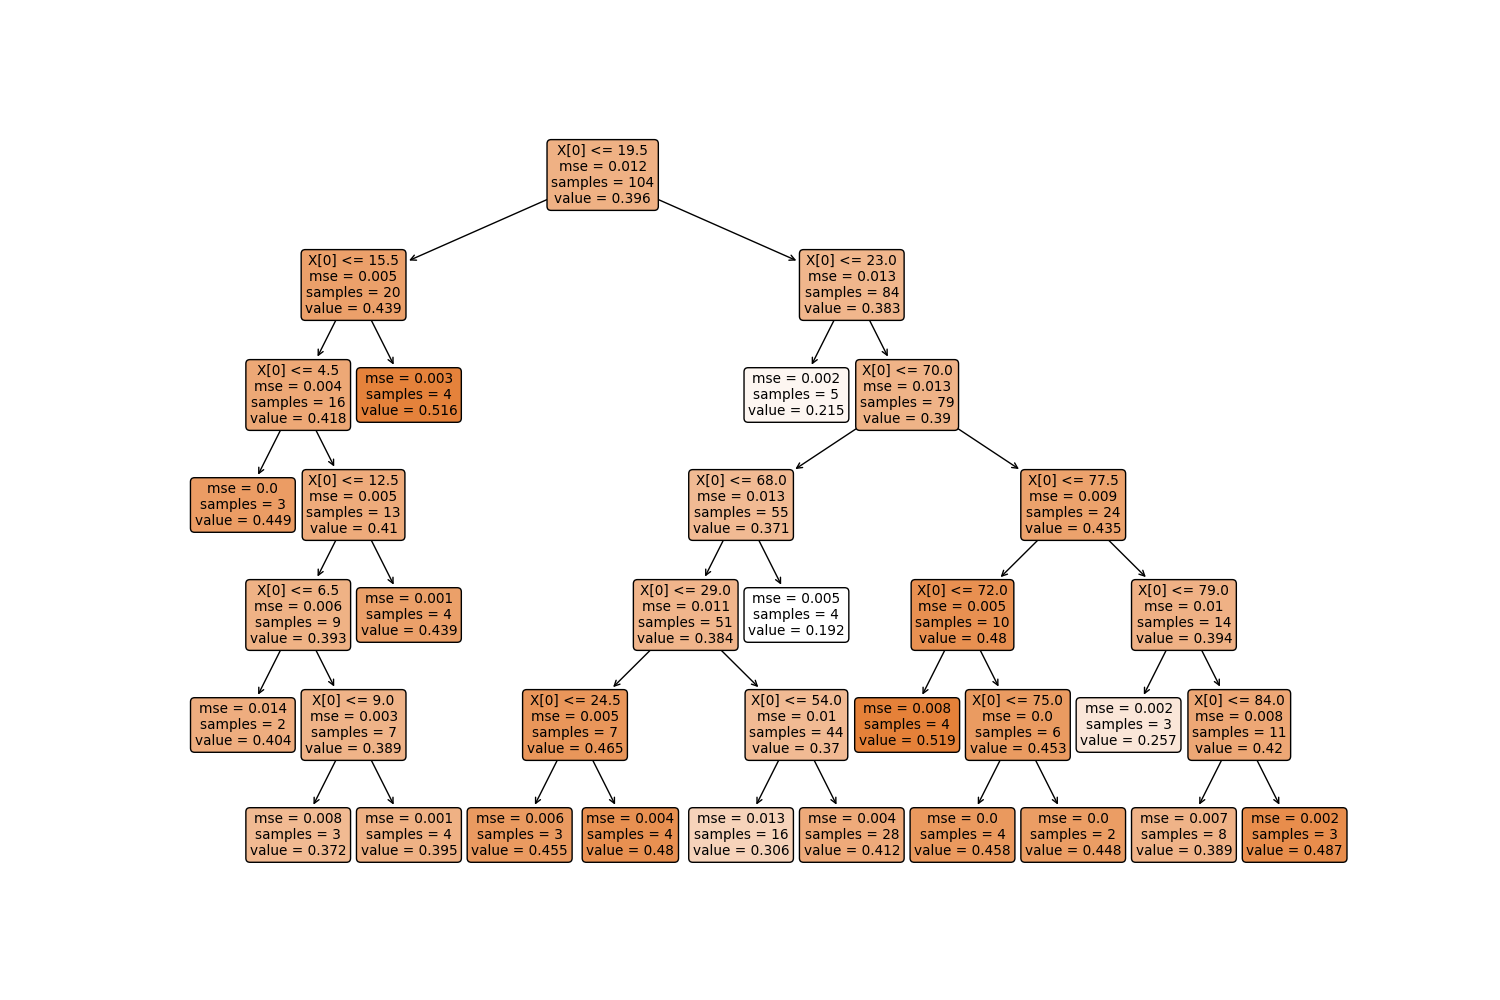 X[0] <= 19.5
mse = 0.012
samples = 104
value = 0.396
X[0] <= 15.5
mse = 0.005
samples = 20
value = 0.439
X[0] <= 23.0
mse = 0.013
samples = 84
value = 0.383
X[0] <= 4.5
mse = 0.004
samples = 16
value = 0.418
mse = 0.003
samples = 4
value = 0.516
mse = 0.002
samples = 5
value = 0.215
X[0] <= 70.0
mse = 0.013
samples = 79
value = 0.39
mse = 0.0
samples = 3
value = 0.449
X[0] <= 12.5
mse = 0.005
samples = 13
value = 0.41
X[0] <= 68.0
mse = 0.013
samples = 55
value = 0.371
X[0] <= 77.5
mse = 0.009
samples = 24
value = 0.435
X[0] <= 6.5
mse = 0.006
samples = 9
value = 0.393
mse = 0.001
samples = 4
value = 0.439
X[0] <= 29.0
mse = 0.011
samples = 51
value = 0.384
mse = 0.005
samples = 4
value = 0.192
X[0] <= 72.0
mse = 0.005
samples = 10
value = 0.48
X[0] <= 79.0
mse = 0.01
samples = 14
value = 0.394
mse = 0.014
samples = 2
value = 0.404
X[0] <= 9.0
mse = 0.003
samples = 7
value = 0.389
X[0] <= 24.5
mse = 0.005
samples = 7
value = 0.465
X[0] <= 54.0
mse = 0.01
samples = 44
value = 0.37
mse = 0.008
samples = 4
value = 0.519
X[0] <= 75.0
mse = 0.0
samples = 6
value = 0.453
mse = 0.002
samples = 3
value = 0.257
X[0] <= 84.0
mse = 0.008
samples = 11
value = 0.42
mse = 0.008
samples = 3
value = 0.372
mse = 0.001
samples = 4
value = 0.395
mse = 0.006
samples = 3
value = 0.455
mse = 0.004
samples = 4
value = 0.48
mse = 0.013
samples = 16
value = 0.306
mse = 0.004
samples = 28
value = 0.412
mse = 0.0
samples = 4
value = 0.458
mse = 0.0
samples = 2
value = 0.448
mse = 0.007
samples = 8
value = 0.389
mse = 0.002
samples = 3
value = 0.487